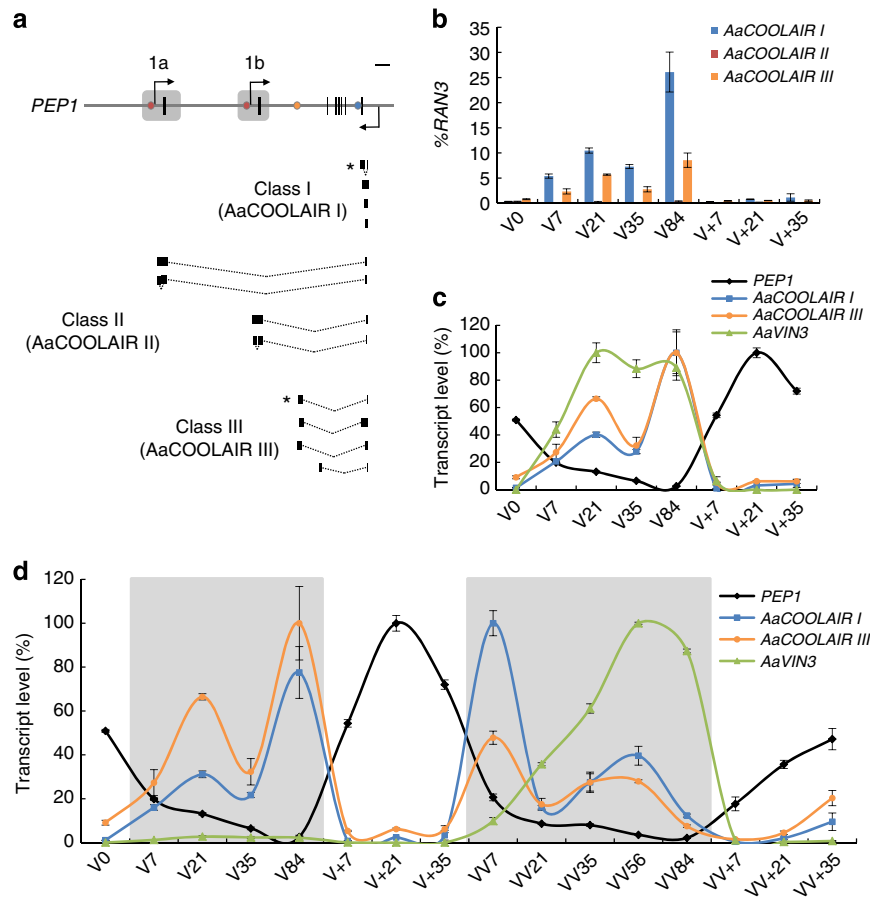 a
1a
1b
PEP1
*
Class I
(AaCOOLAIR I)
Class II
(AaCOOLAIR II)
*
Class III
(AaCOOLAIR III)
b
AaCOOLAIR I
AaCOOLAIR II
AaCOOLAIR III
%RAN3
35
30
25
20
15
10
5
0
V0
V7
V21
V35
V84
V+7
V+21
V+35
c
PEP1
AaCOOLAIR I
AaCOOLAIR III
AaVIN3
Transcript level (%)
120
100
80
60
40
20
0
V0
V7
V21
V35
V84
V+7
V+21
V+35
d
PEP1
AaCOOLAIR I
AaCOOLAIR III
AaVIN3
Transcript level (%)
120
100
80
60
40
20
0
V0
V7
V21
V35
V84
V+7
V+21
V+35
VV7
VV21
VV35
VV56
VV84
VV+7
VV+21
VV+35